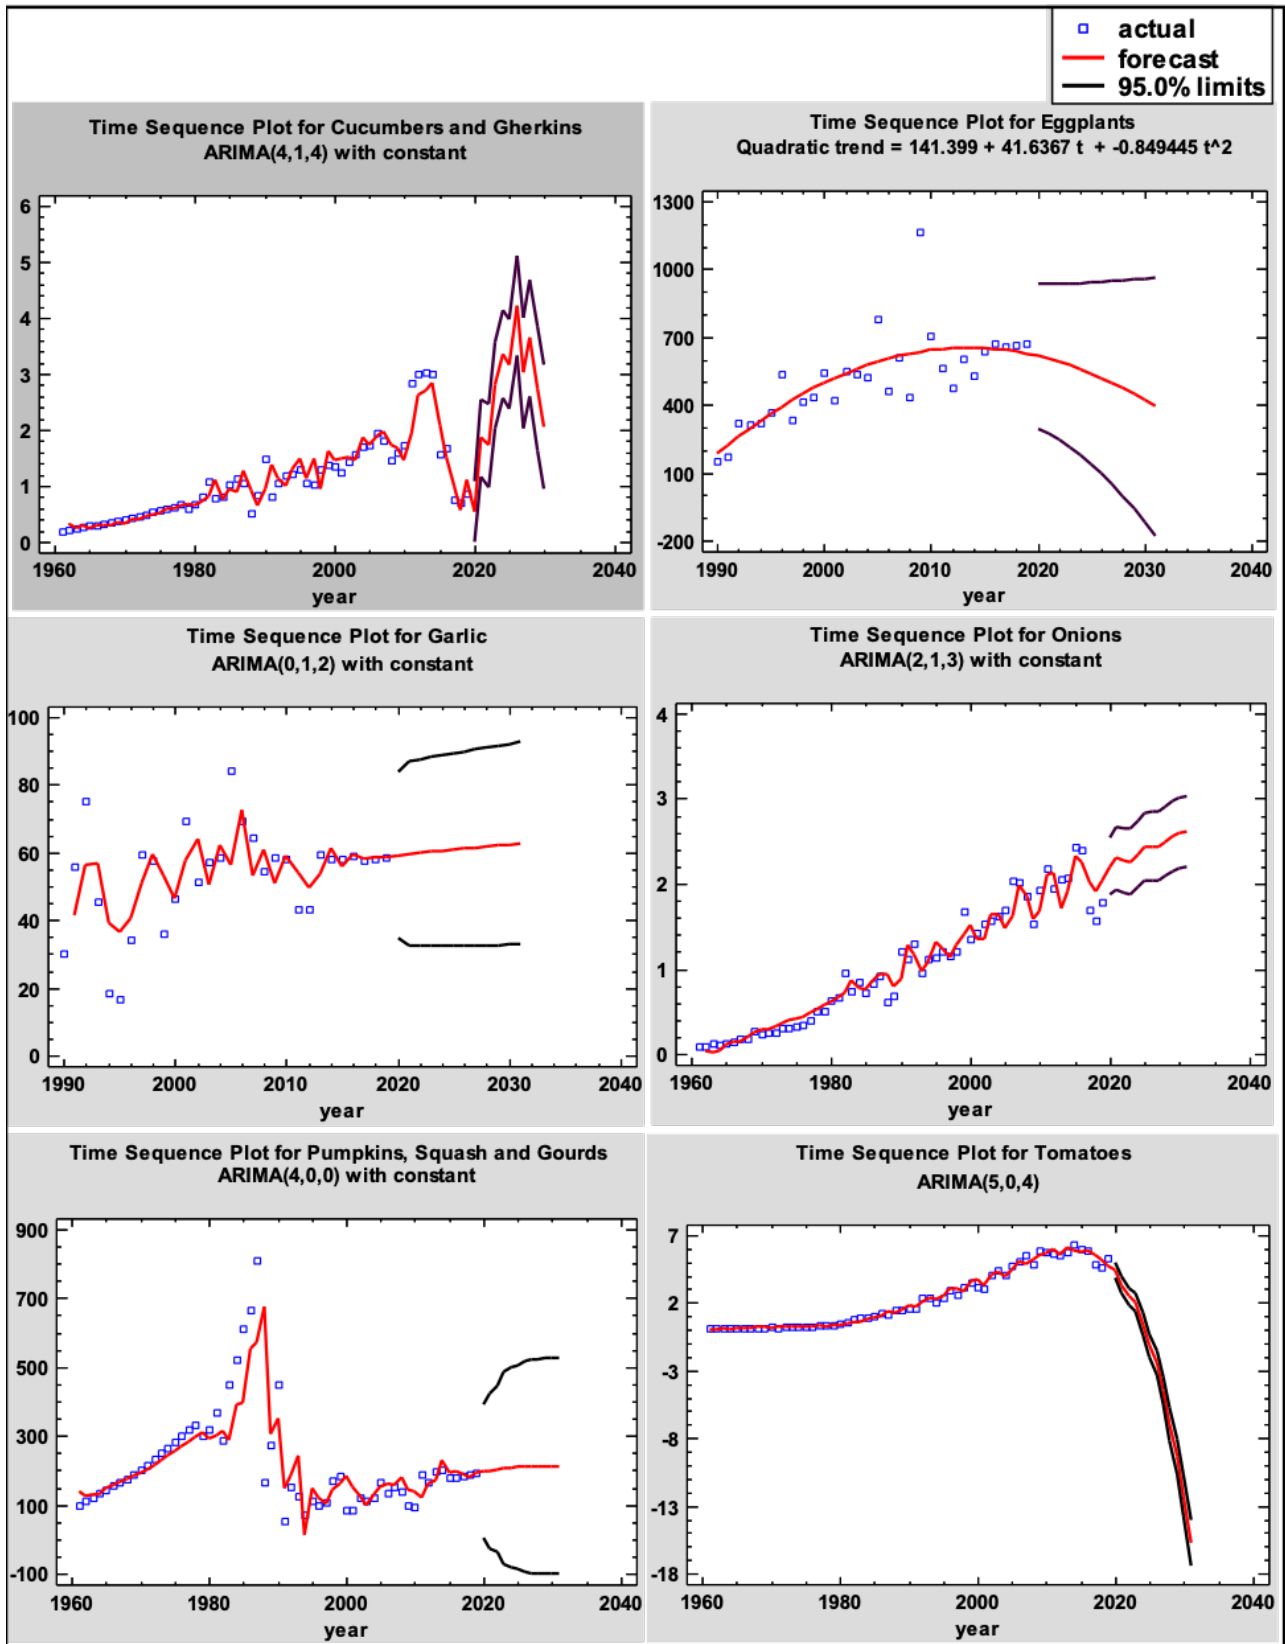 actual
forecast
95.0% limits
Time Sequence Plot for Cucumbers and Gherkins
ARIMA(4,1,4) with constant
6
5
4
3
2
1
0
1960 1980 2000 2020 2040
year
Time Sequence Plot for Eggplants
Quadratic trend = 141.399 + 41.6367 t + -0.849445 t^2
1300
1000
700
400
100
-200
1990 2000 2010 2020 2030 2040
year
Time Sequence Plot for Garlic
ARIMA(0,1,2) with constant
100
80
60
40
20
0
1990 2000 2010 2020 2030 2040
year
Time Sequence Plot for Onions
ARIMA(2,1,3) with constant
4
3
2
1
0
1960 1980 2000 2020 2040
year
Time Sequence Plot for Pumpkins, Squash and Gourds
ARIMA(4,0,0) with constant
900
700
500
300
100
-100
1960 1980 2000 2020 2040
year
Time Sequence Plot for Tomatoes
ARIMA(5,0,4)
7
2
-3
-8
-13
-18
1960 1980 2000 2020 2040
year